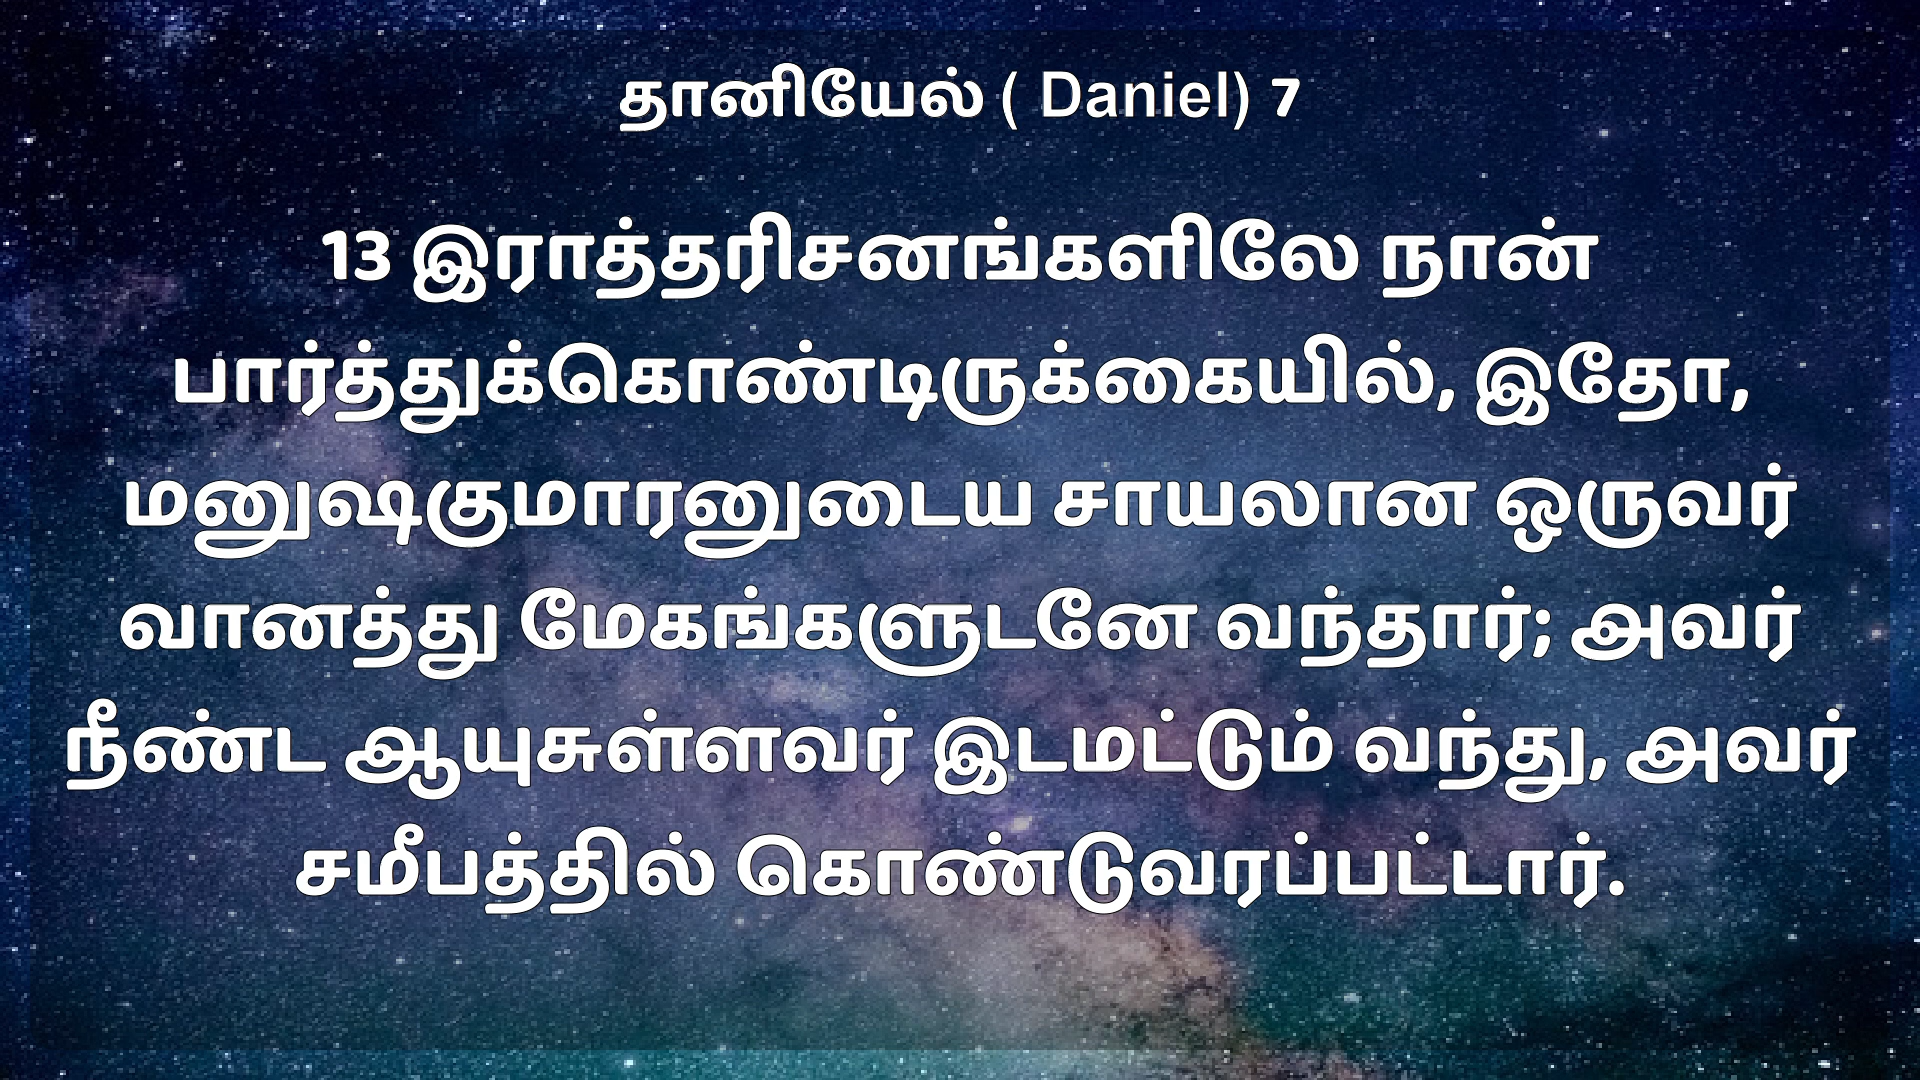 தானியேல் ( Daniel) 7
13 இராத்தரிசனங்களிலே நான்
பார்த்துக்கொண்டிருக்கையில், இதோ,
மனுஷகுமாரனுடைய சாயலான ஒருவர்
வானத்து மேகங்களுடனே வந்தார்; அவர்
நீண்ட ஆயுசுள்ளவர் இடமட்டும் வந்து, அவர்
சமீபத்தில் கொண்டுவரப்பட்டார்.